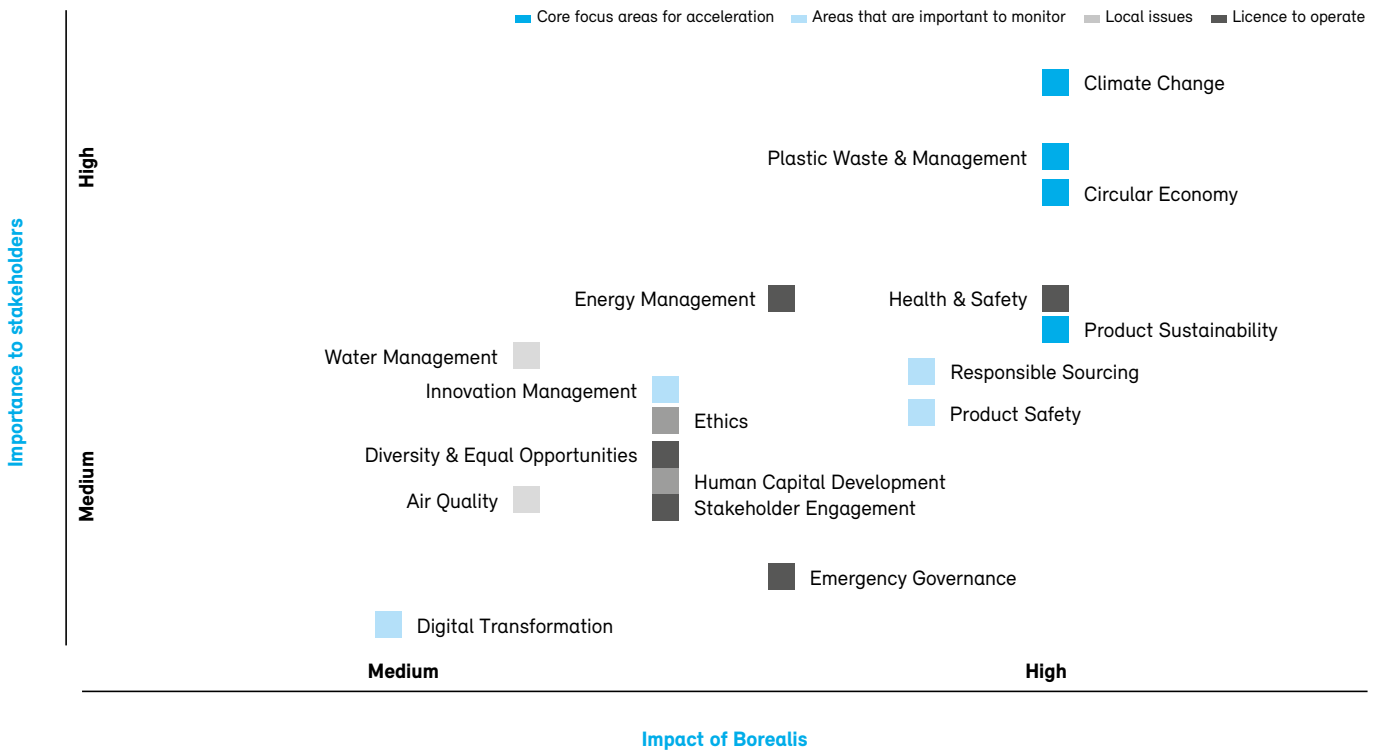 Core focus areas for acceleration Areas that are important to monitor Local issues Licence to operate
Importance to stakeholders
High
Medium
Climate Change
Plastic Waste & Management
Circular Economy
Energy Management
Health & Safety
Product Sustainability
Water Management
Responsible Sourcing
Innovation Management
Product Safety
Ethics
Diversity & Equal Opportunities
Human Capital Development
Air Quality
Stakeholder Engagement
Emergency Governance
Digital Transformation
Medium
High
Impact of Borealis